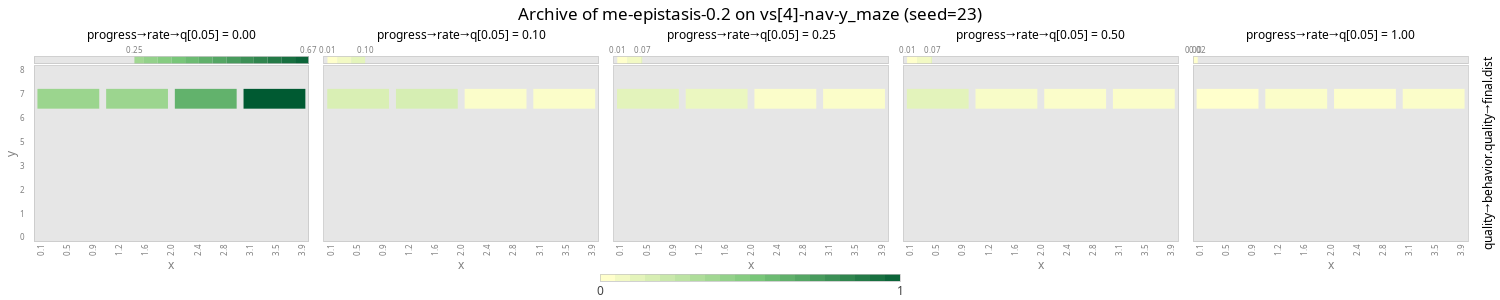 Archive of me-epistasis-0.2 on vs[4]-nav-y_maze (seed=23)
progress→rate→q[0.05] = 0.00
progress→rate→q[0.05] = 0.10
progress→rate→q[0.05] = 0.25
progress→rate→q[0.05] = 0.50
progress→rate→q[0.05] = 1.00
0.25 0.67
0.01 0.10
0.01 0.07
0.01 0.07
8
7
6
5
3
2
1
0
y
0.1 0.5 0.9 1.2 1.6 2.0 2.4 2.8 3.1 3.5 3.9
0.1 0.5 0.9 1.2 1.6 2.0 2.4 2.8 3.1 3.5 3.9
0.1 0.5 0.9 1.2 1.6 2.0 2.4 2.8 3.1 3.5 3.9
0.1 0.5 0.9 1.2 1.6 2.0 2.4 2.8 3.1 3.5 3.9
0.1 0.5 0.9 1.2 1.6 2.0 2.4 2.8 3.1 3.5 3.9
x
x
x
x
x
quality→behavior.quality→final.dist
0 1